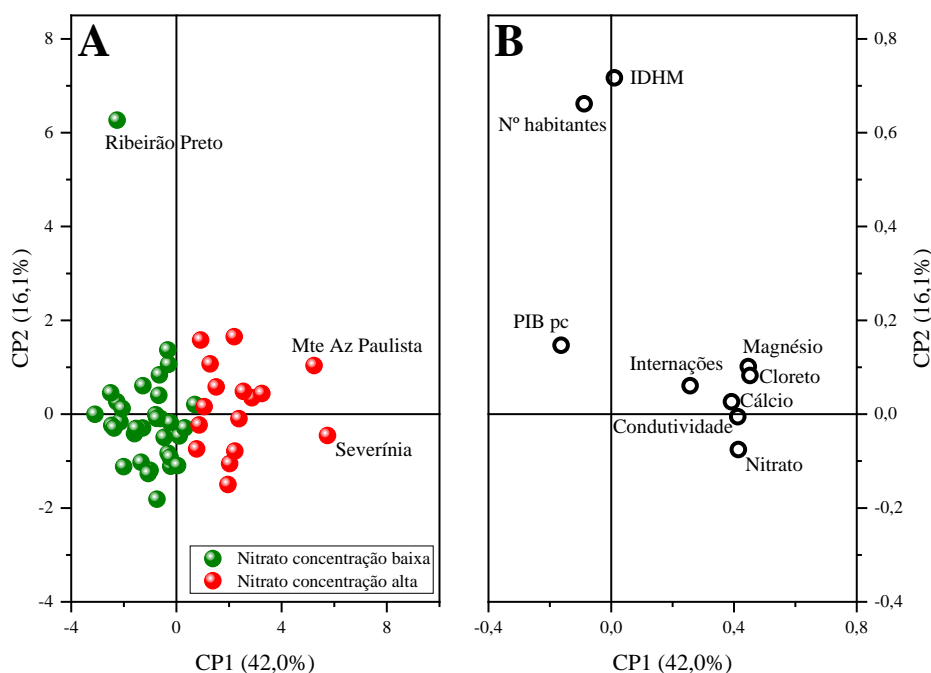 A
8
6
4
2
0
-2
-4
-4
0
4
8
CP2 (16,1%)
CP1 (42,0%)
Ribeirão Preto
Mte Az Paulista
Severínia
Nitrato concentração baixa
Nitrato concentração alta
B
IDHM
Nº habitantes
PIB pc
Internações
Magnésio
Cloreto
Cálcio
Condutividade
Nitrato
0,8
0,6
0,4
0,2
0,0
-0,2
-0,4
-0,4
0,0
0,4
0,8
CP2 (16,1%)
CP1 (42,0%)